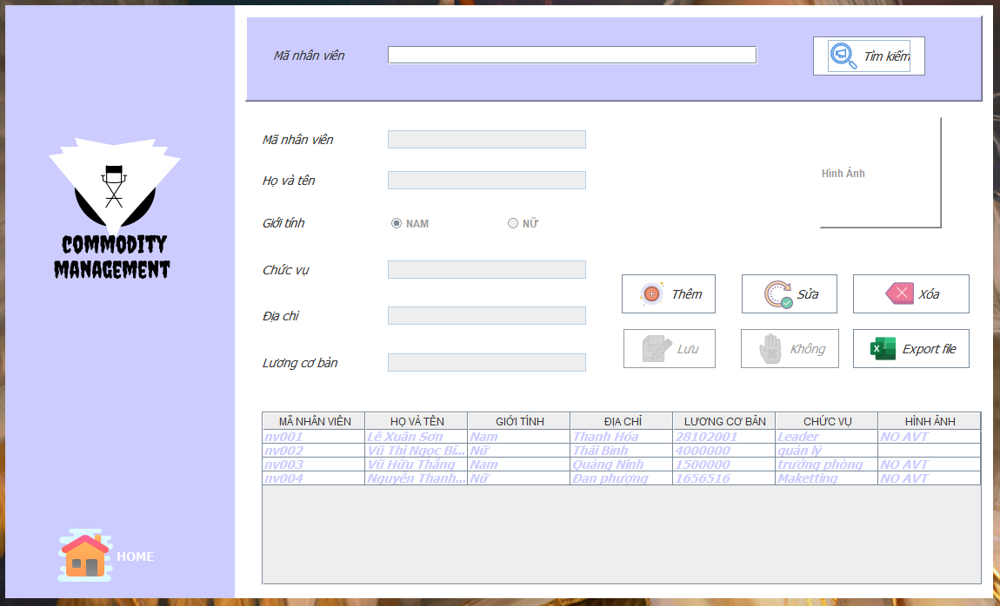 Mã nhân viên
Tìm kiếm
COMMODITY
MANAGEMENT
HOME
Mã nhân viên
Họ và tên
Giới tính
NAM NỮ
Chức vụ
Địa chỉ
Lương cơ bản
Hình Ảnh
Thêm Sửa Xóa
Lưu Không Export file
MÃ NHÂN VIÊN HỌ VÀ TÊN GIỚI TÍNH ĐỊA CHỈ LƯƠNG CƠ BẢN CHỨC VỤ HÌNH ẢNH
nv001 Lê Xuân Sơn Nam Thanh Hóa 28102001 Leader NO AVT
nv002 Vũ Thị Ngọc Bí... Nữ Thái Bình 4000000 quản lý
nv003 Vũ Hữu Thắng Nam Quảng Ninh 1500000 trưởng phòng NO AVT
nv004 Nguyễn Thanh... Nữ Đan phượng 1656516 Maketting NO AVT